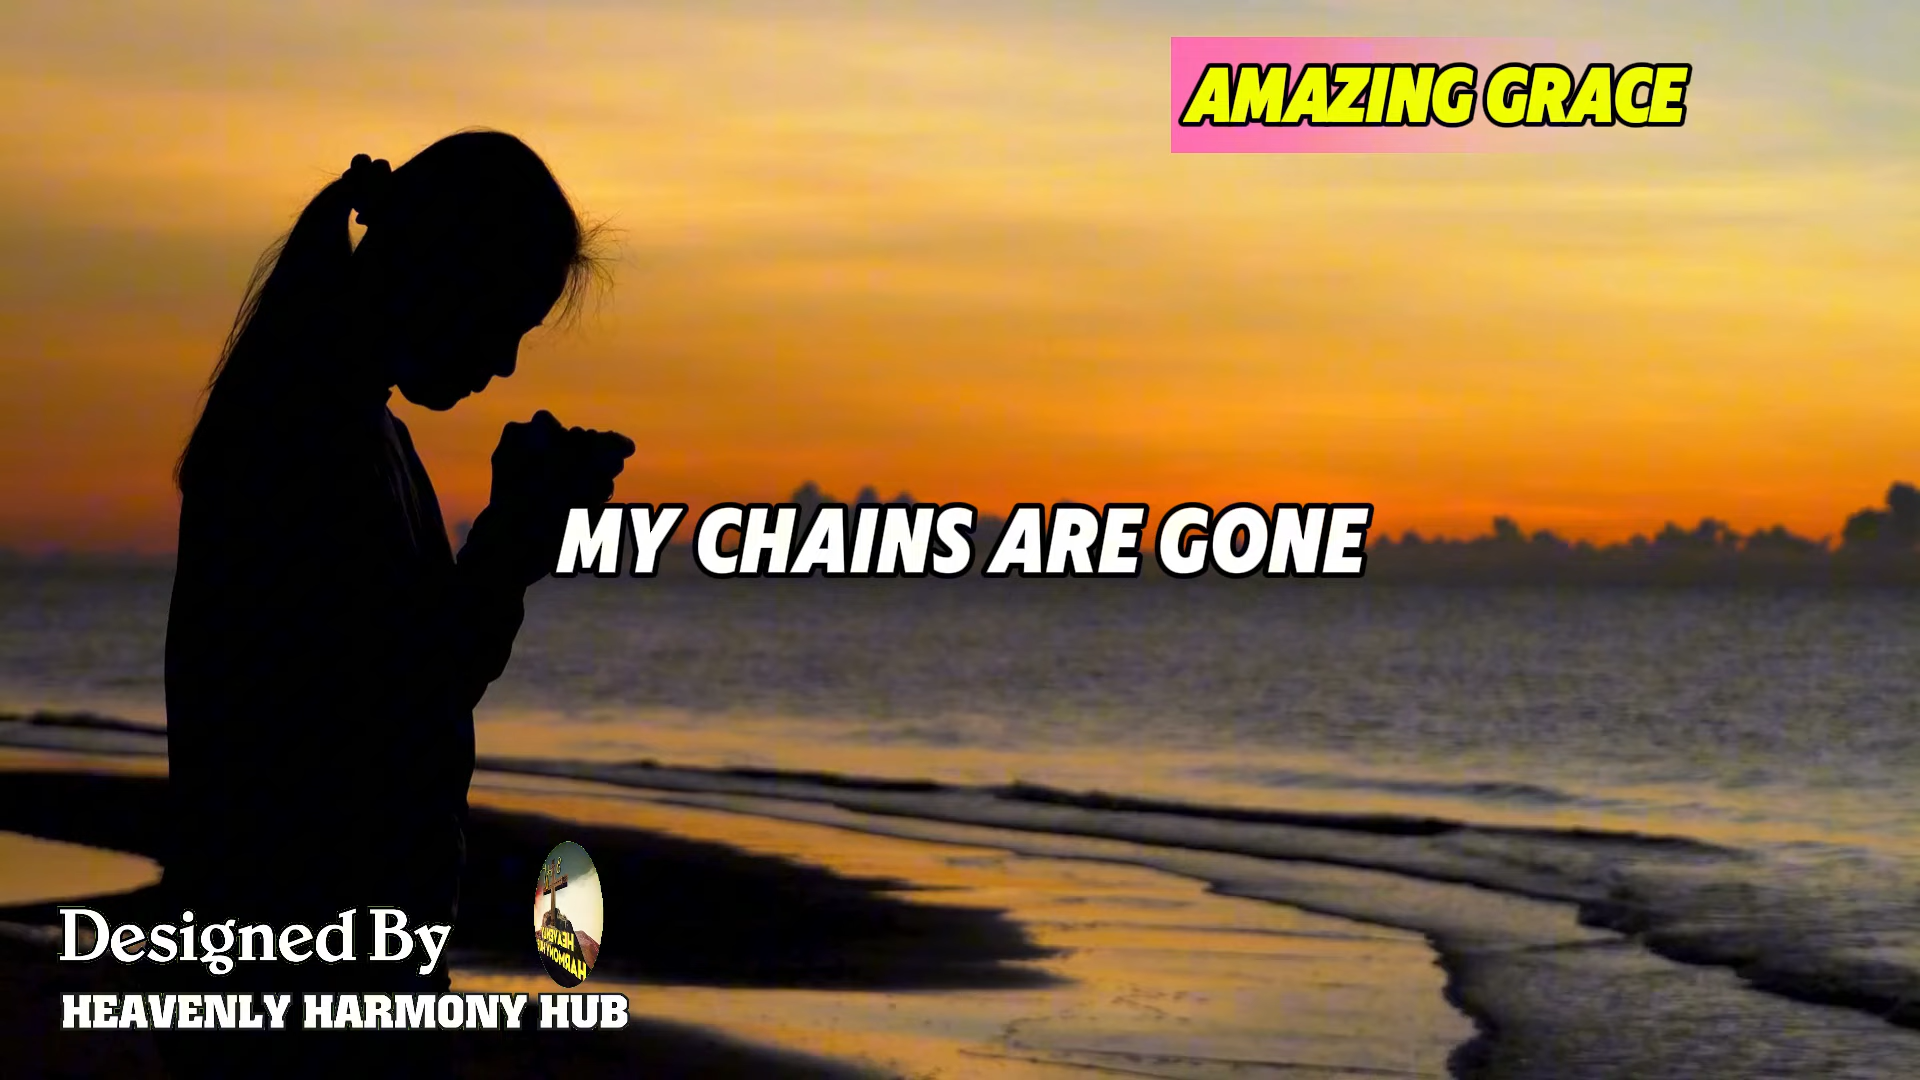 AMAZING GRACE
MY CHAINS ARE GONE
Designed By
HEAVENLY HARMONY HUB